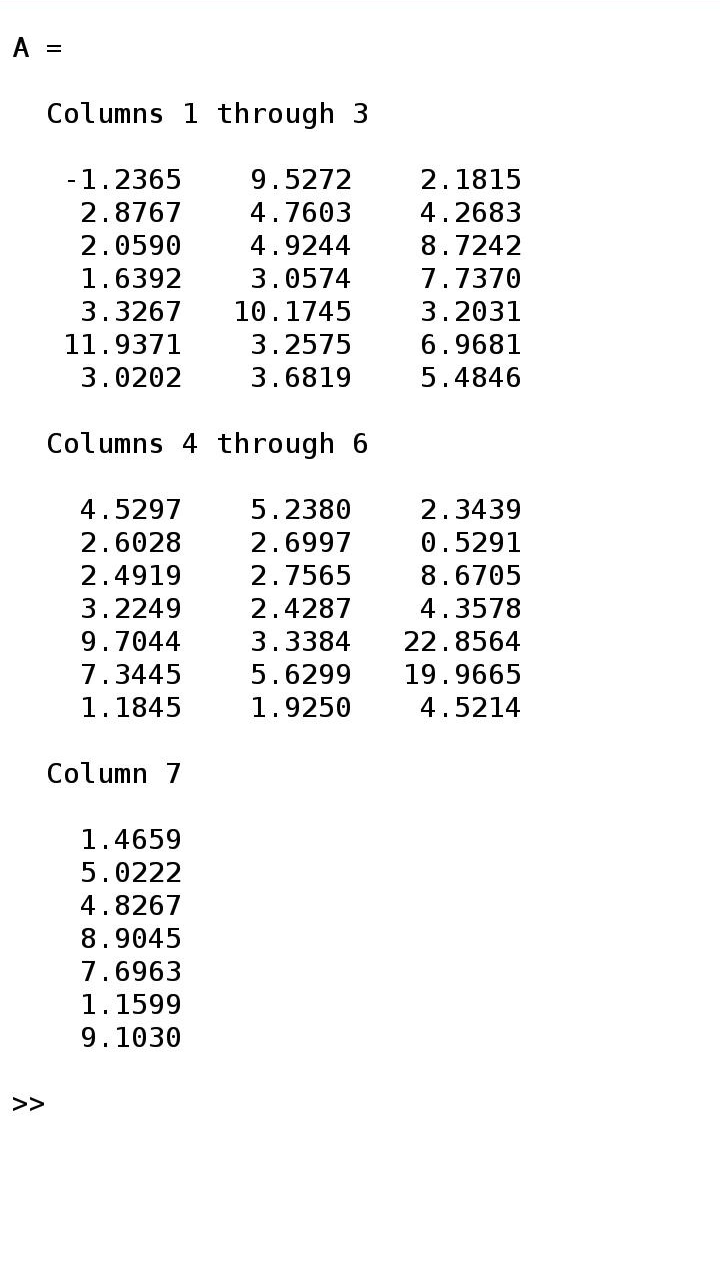 A =
Columns 1 through 3
-1.2365 9.5272 2.1815
2.8767 4.7603 4.2683
2.0590 4.9244 8.7242
1.6392 3.0574 7.7370
3.3267 10.1745 3.2031
11.9371 3.2575 6.9681
3.0202 3.6819 5.4846
Columns 4 through 6
4.5297 5.2380 2.3439
2.6028 2.6997 0.5291
2.4919 2.7565 8.6705
3.2249 2.4287 4.3578
9.7044 3.3384 22.8564
7.3445 5.6299 19.9665
1.1845 1.9250 4.5214
Column 7
1.4659
5.0222
4.8267
8.9045
7.6963
1.1599
9.1030
>>